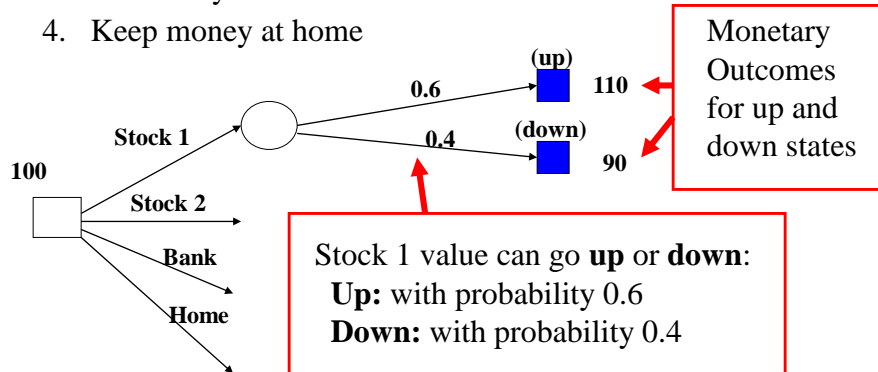 4. Keep money at home
(up)
0.6
110
Stock 1
(down)
0.4
90
100
Stock 2
Bank
Home
Monetary
Outcomes
for up and
down states
Stock 1 value can go up or down:
Up: with probability 0.6
Down: with probability 0.4